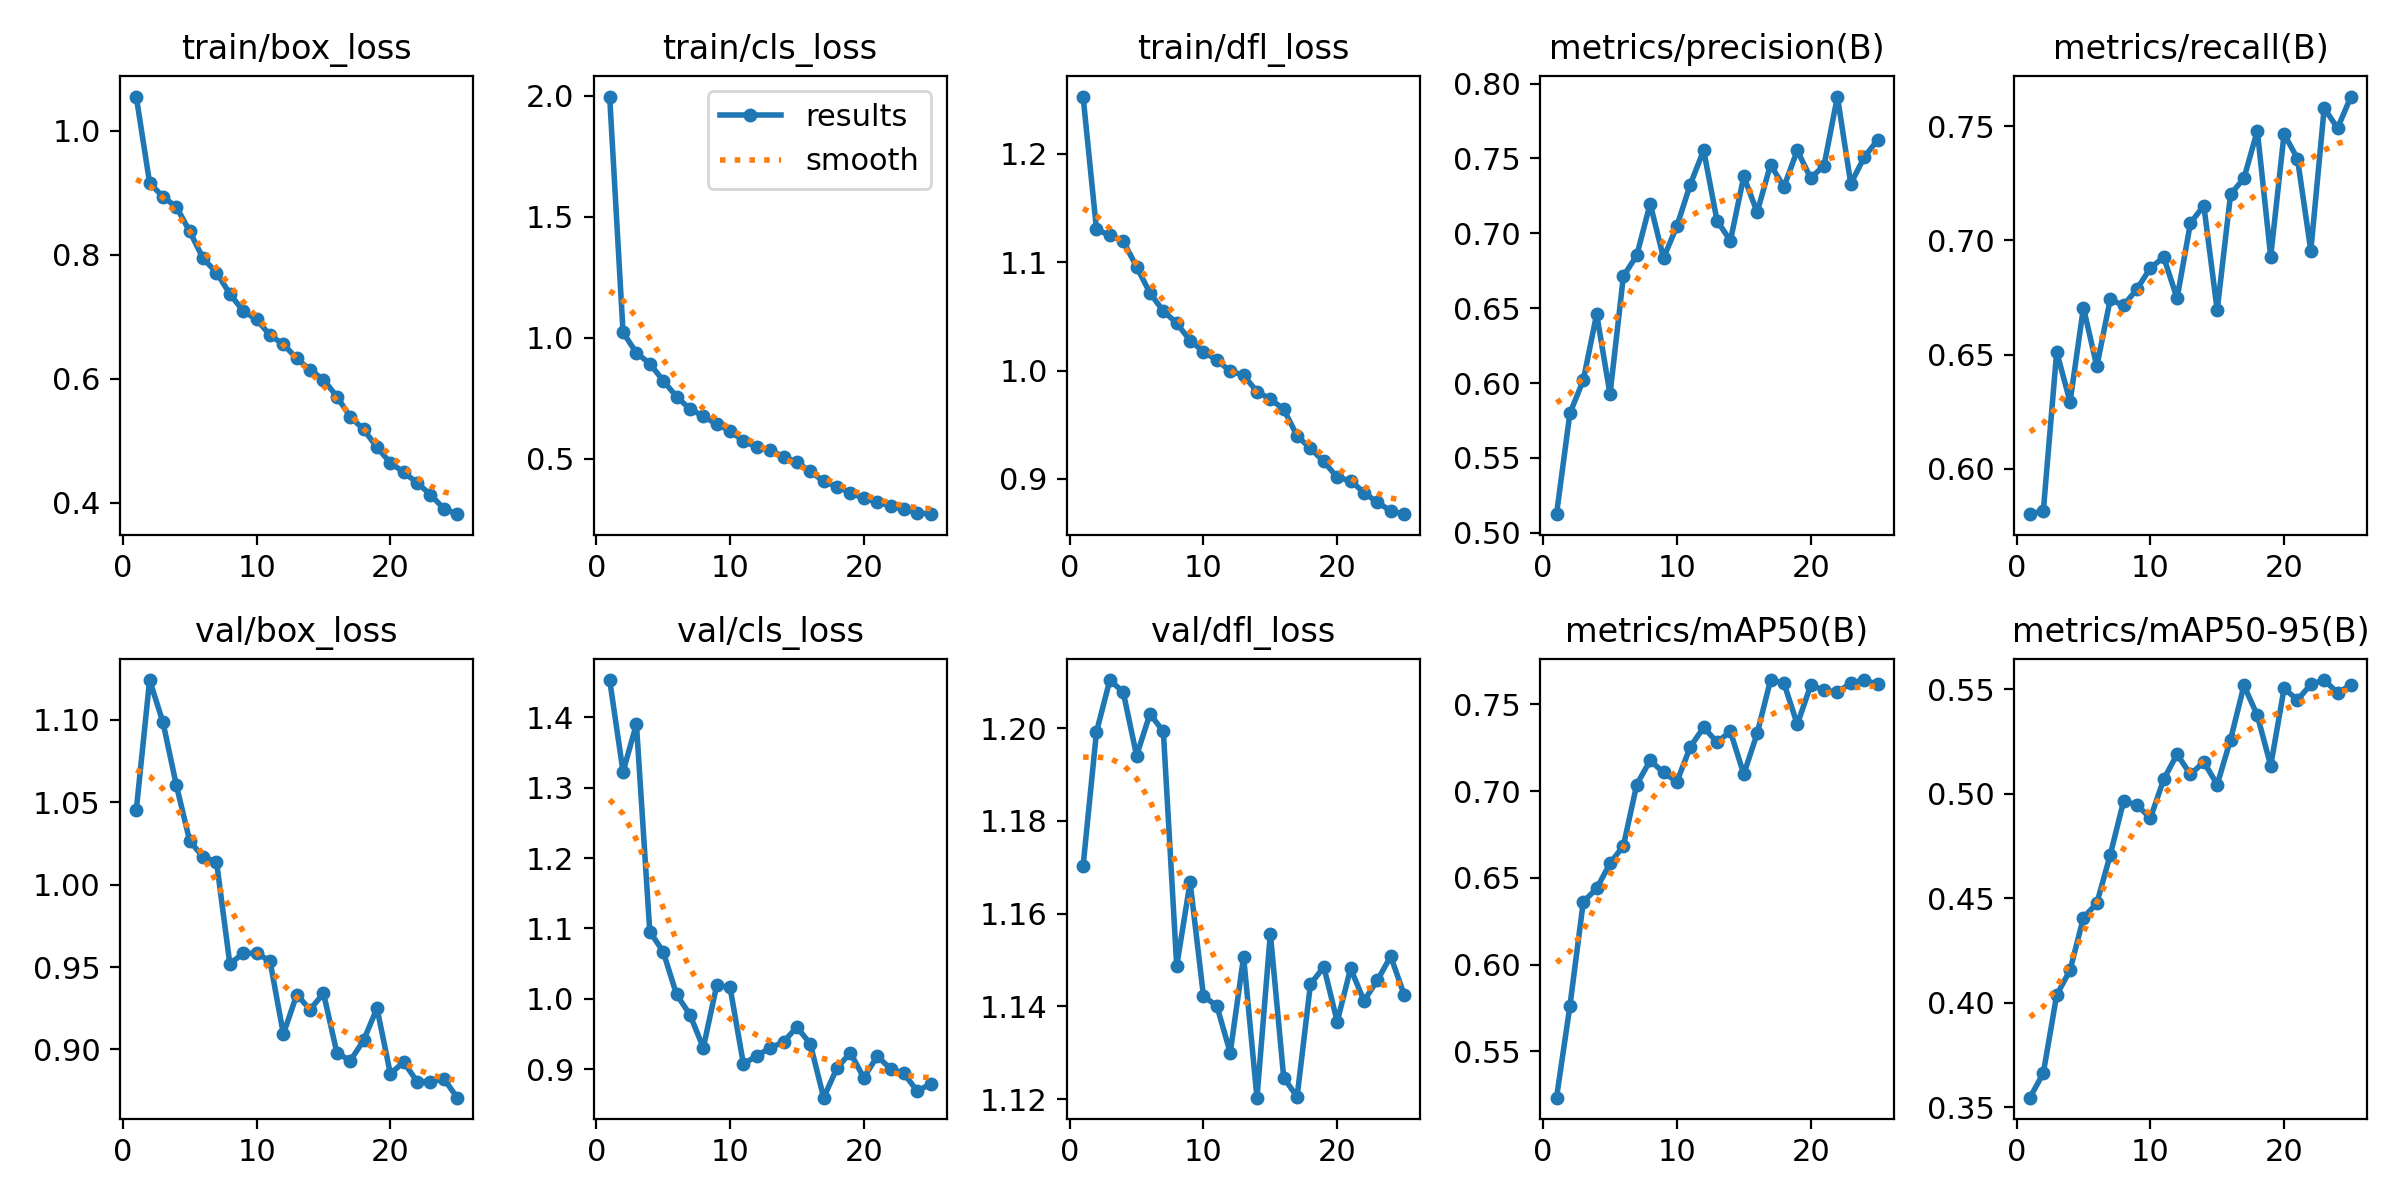 train/box_loss
1.0
0.8
0.6
0.4
0 10 20
train/cls_loss
results
smooth
2.0
1.5
1.0
0.5
0 10 20
train/dfl_loss
1.2
1.1
1.0
0.9
0 10 20
metrics/precision(B)
0.80
0.75
0.70
0.65
0.60
0.55
0.50
0 10 20
metrics/recall(B)
0.75
0.70
0.65
0.60
0 10 20
val/box_loss
1.10
1.05
1.00
0.95
0.90
0 10 20
val/cls_loss
1.4
1.3
1.2
1.1
1.0
0.9
0 10 20
val/dfl_loss
1.20
1.18
1.16
1.14
1.12
0 10 20
metrics/mAP50(B)
0.75
0.70
0.65
0.60
0.55
0 10 20
metrics/mAP50-95(B)
0.55
0.50
0.45
0.40
0.35
0 10 20